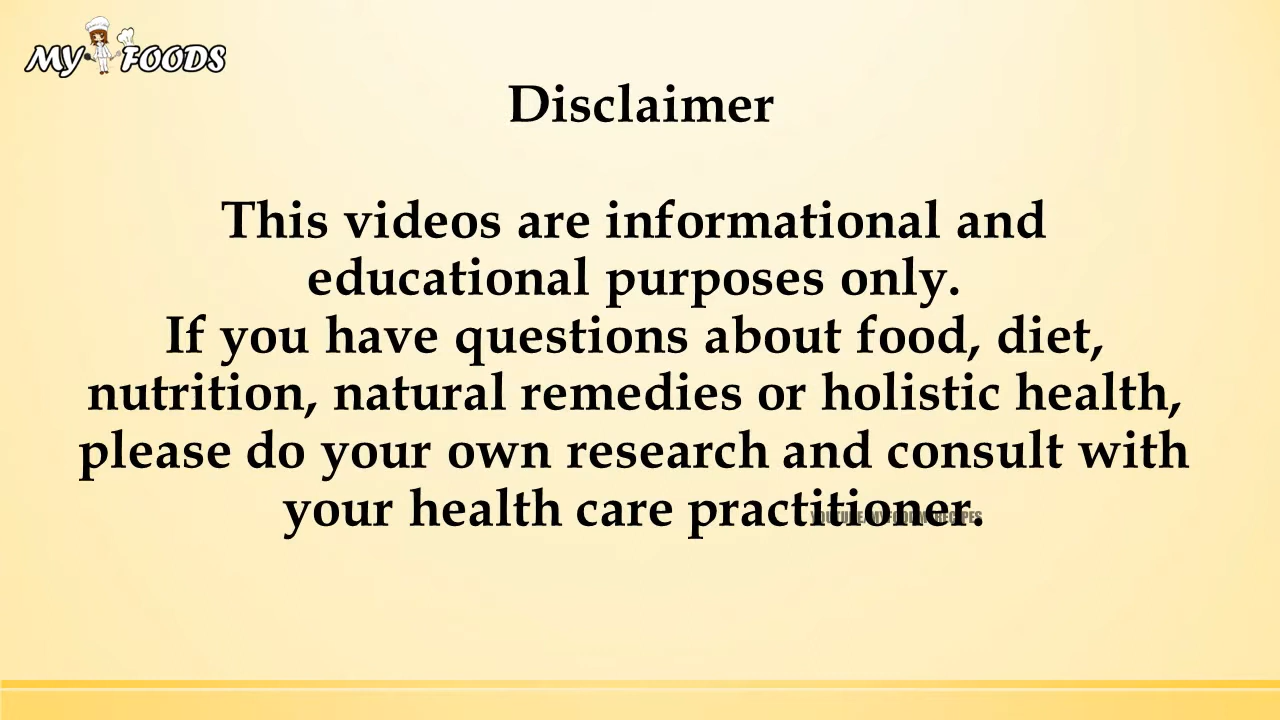 MY FOODS
Disclaimer
This videos are informational and
educational purposes only.
If you have questions about food, diet,
nutrition, natural remedies or holistic health,
please do your own research and consult with
your health care practitioner.